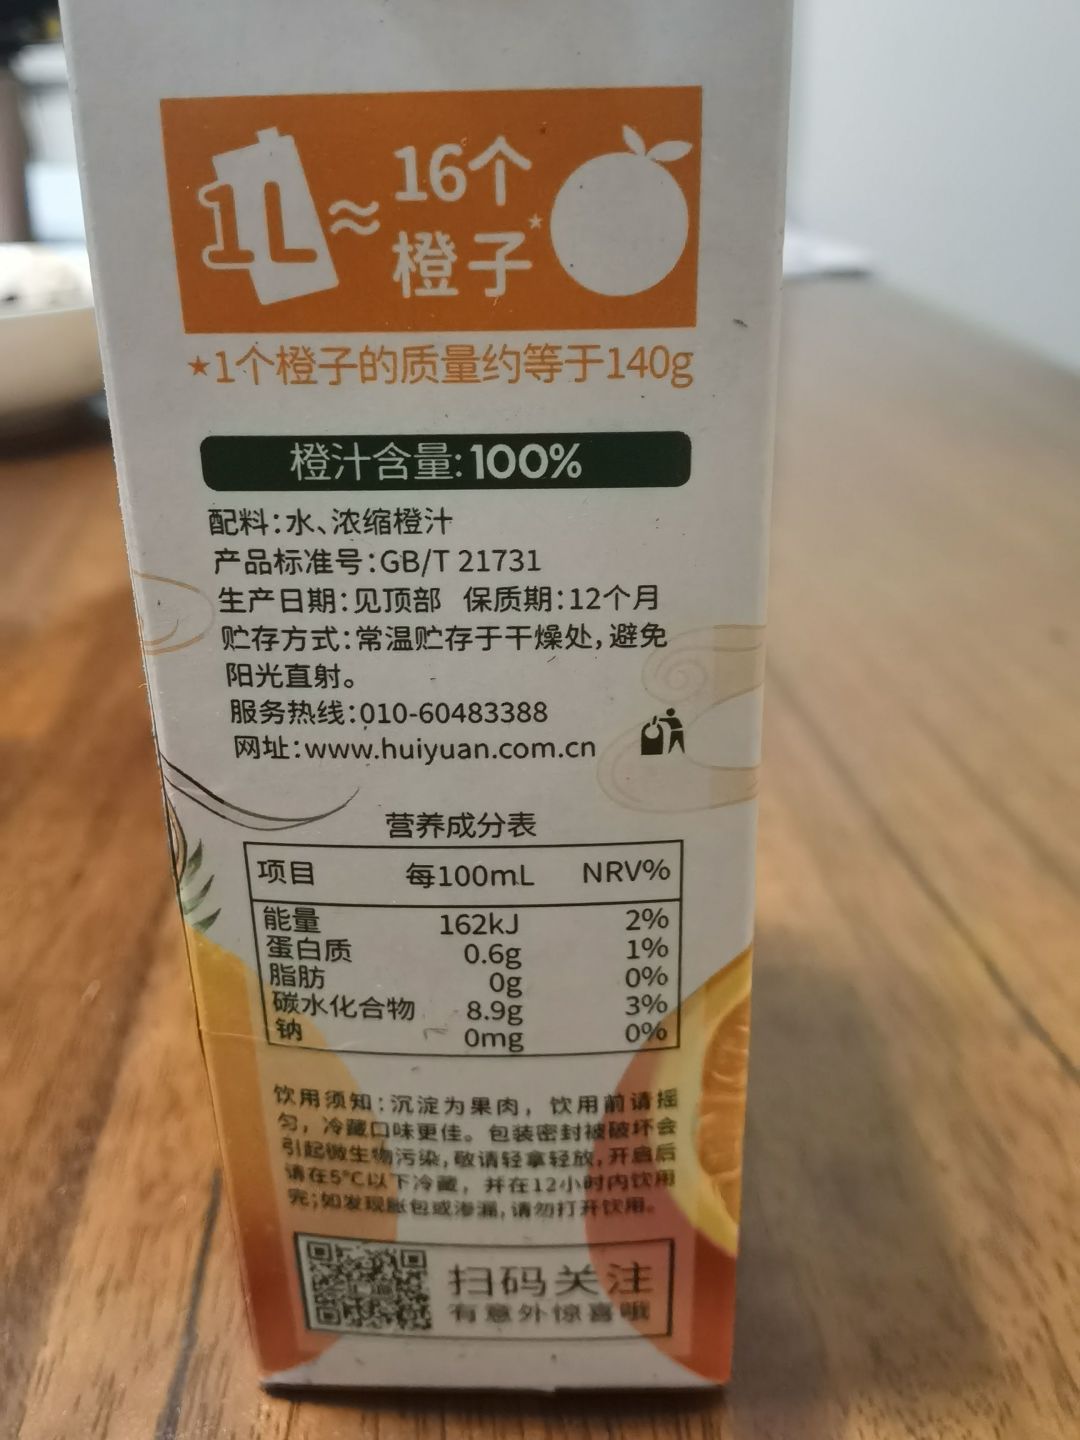 1L≈16个橙子★
★1个橙子的质量约等于140g
橙汁含量:100%
配料:水、浓缩橙汁
产品标准号:GB/T 21731
生产日期:见顶部 保质期:12个月
贮存方式:常温贮存于干燥处,避免
阳光直射。
服务热线:010-60483388
网址:www.huiyuan.com.cn
营养成分表
项目 每100mL NRV%
能量 162kJ 2%
蛋白质 0.6g 1%
脂肪 0g 0%
碳水化合物 8.9g 3%
钠 0mg 0%
饮用须知:沉淀为果肉，饮用前请摇
匀，冷藏口味更佳。包装密封被破坏会
引起微生物污染,敬请轻拿轻放,开启后
请在5℃以下冷藏，并在12小时内饮用
完;如发现胀包或渗漏,请勿打开饮用。
扫码关注
有意外惊喜哦